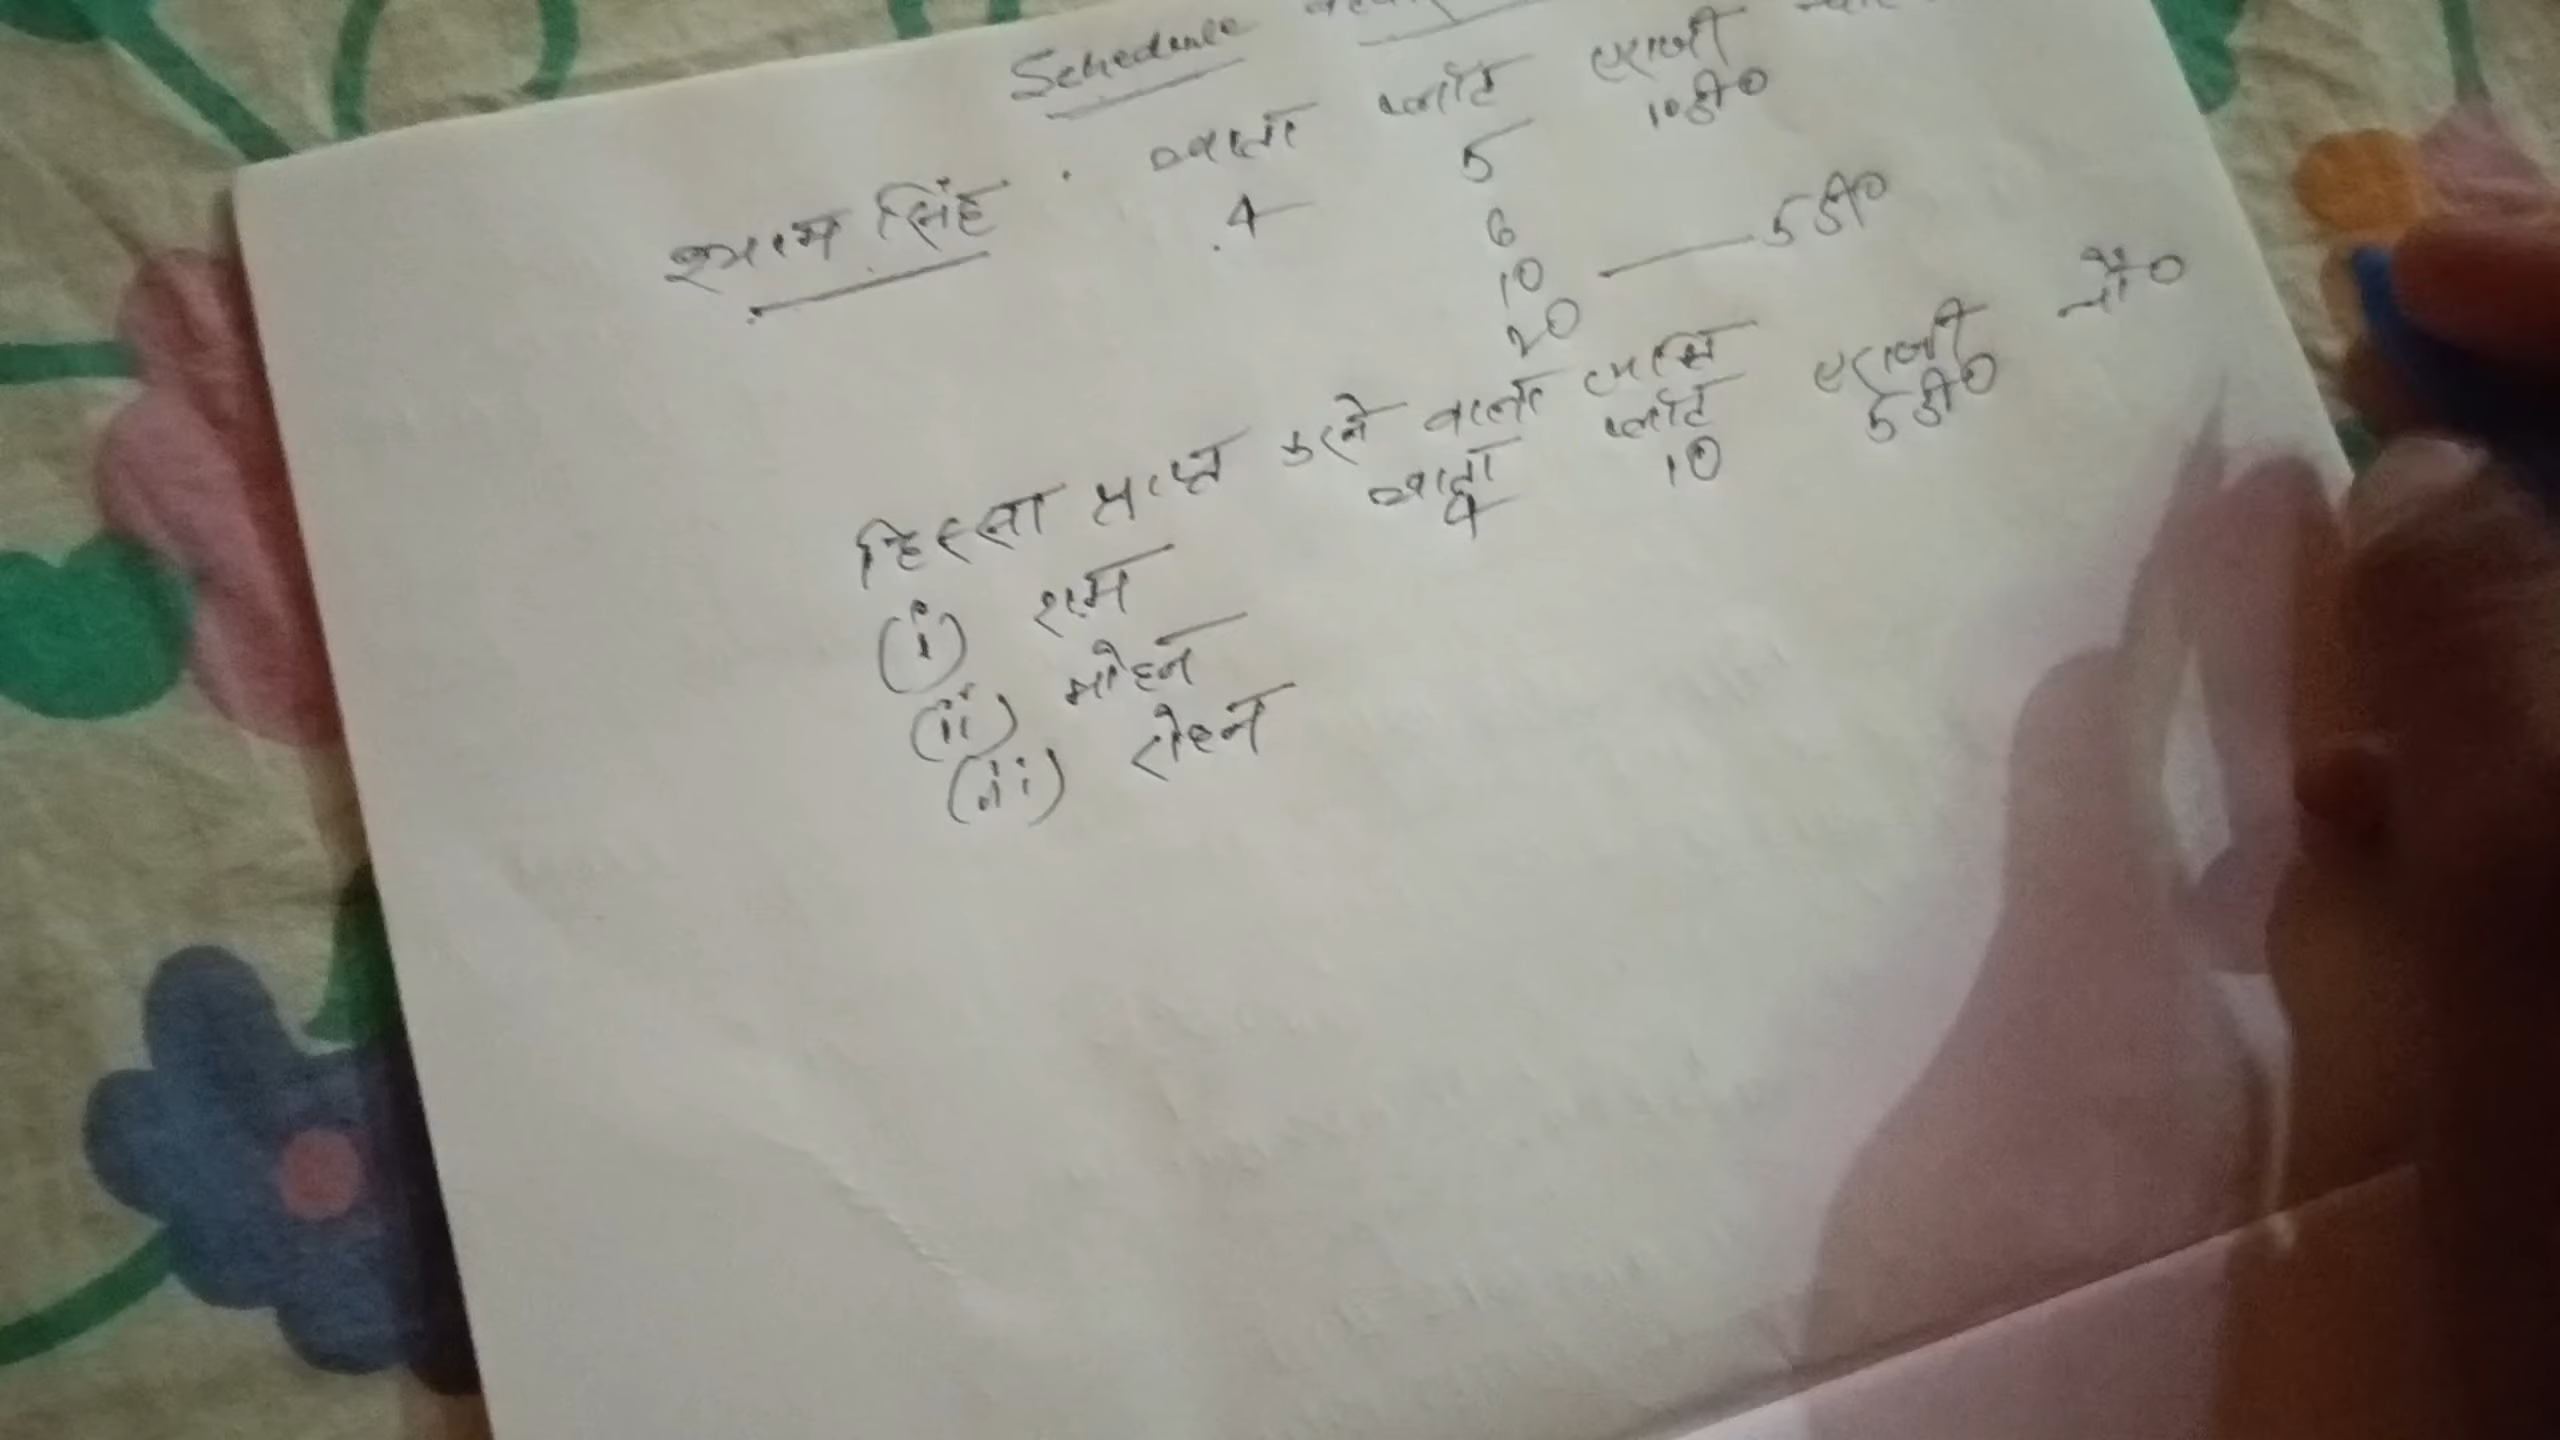 Schedule
खाता प्लॉट एराजी
श्याम सिंह 4 5 10डी०
6
10 — 5डी०
20
हिस्सा प्राप्त करने वाला व्यक्ति
खाता प्लॉट एराजी चौ०
(i) राम 4 10 5डी०
(ii) मोहन
(iii) सोहन